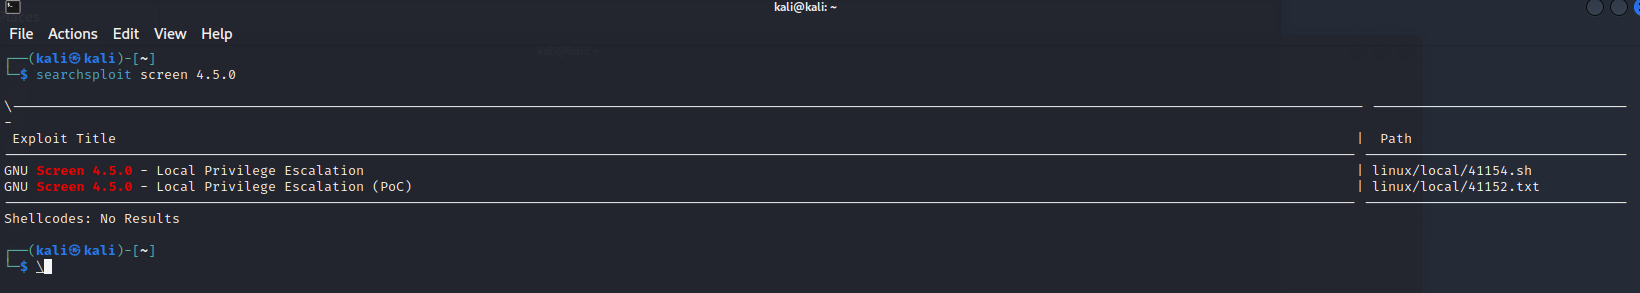 kali@kali: ~
File Actions Edit View Help
┌──(kali㉿kali)-[~]
└─$ searchsploit screen 4.5.0
\
-
Exploit Title | Path
GNU Screen 4.5.0 - Local Privilege Escalation | linux/local/41154.sh
GNU Screen 4.5.0 - Local Privilege Escalation (PoC) | linux/local/41152.txt
Shellcodes: No Results
┌──(kali㉿kali)-[~]
└─$ \